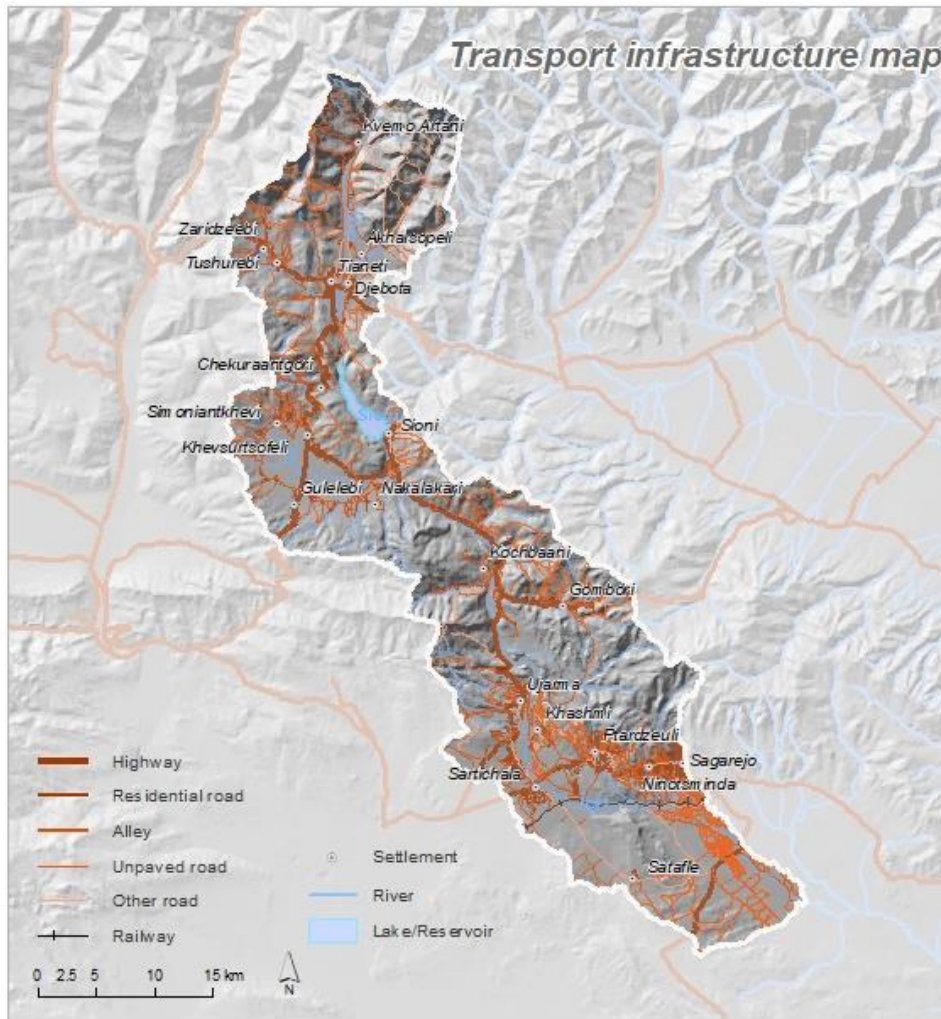 Transport infrastructure map
Kvemo Artani
Zaridzeebi
Akhalsopeli
Tushurebi
Tianeti
Djebota
Chekuraantgori
Simoniantkhevi
Sioni
Khevsurtsofeli
Gulelebi
Nakalakari
Kochbaani
Gombori
Ujarma
Khashmi
Ptardzeuli
Sagarejo
Sartichala
Ninotsminda
Satafle
Highway
Residential road
Alley
Unpaved road
Other road
Railway
Settlement
River
Lake/Reservoir
0 2.5 5 10 15 km
N